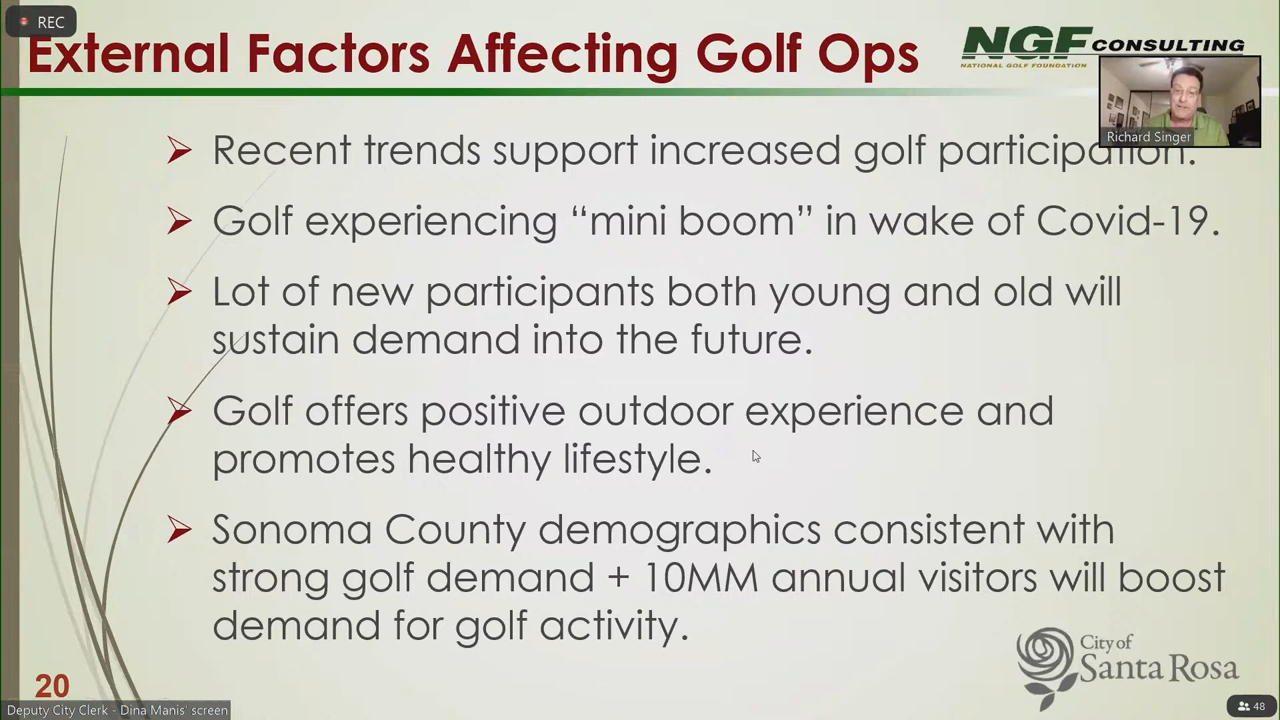 REC
External Factors Affecting Golf Ops
NGF CONSULTING
NATIONAL GOLF FOUNDATION
Richard Singer
Recent trends support increased golf participation.
Golf experiencing “mini boom” in wake of Covid-19.
Lot of new participants both young and old will
sustain demand into the future.
Golf offers positive outdoor experience and
promotes healthy lifestyle.
Sonoma County demographics consistent with
strong golf demand + 10MM annual visitors will boost
demand for golf activity.
City of
Santa Rosa
20
Deputy City Clerk - Dina Manis' screen
48